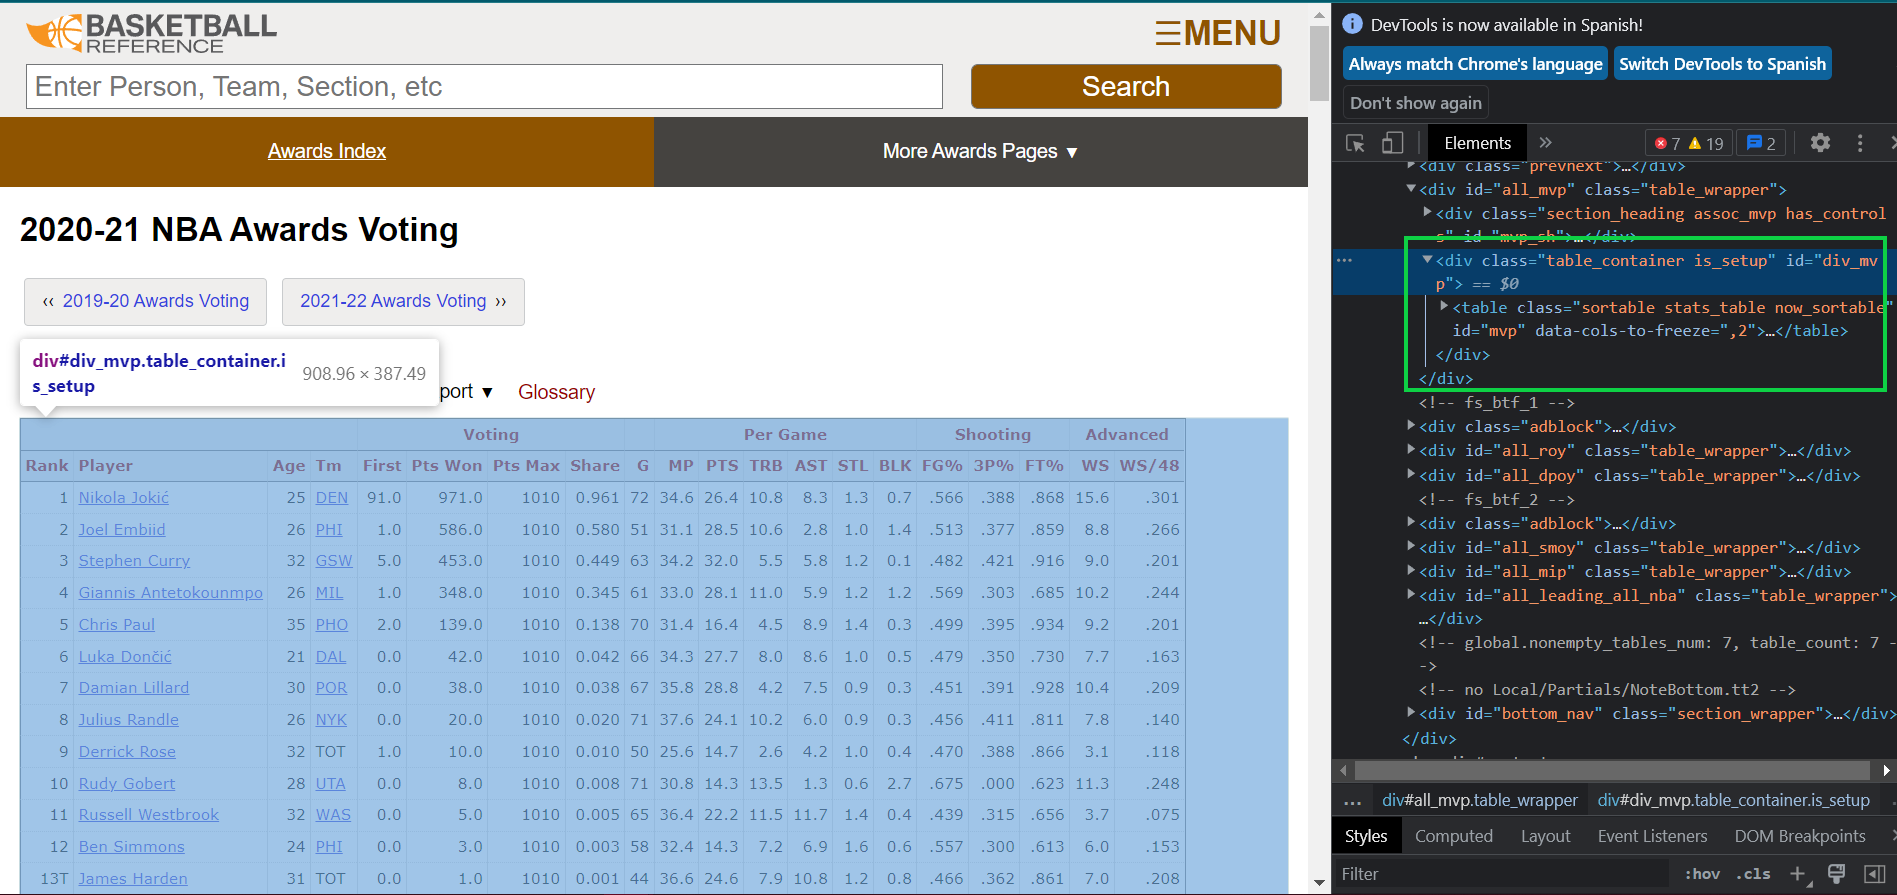 BASKETBALL
REFERENCE
☰MENU
Enter Person, Team, Section, etc
Search
Awards Index
More Awards Pages ▼
2020-21 NBA Awards Voting
‹‹ 2019-20 Awards Voting
2021-22 Awards Voting ››
div#div_mvp.table_container.i
s_setup
908.96 × 387.49
port ▼
Glossary
Voting Per Game Shooting Advanced
Rank Player Age Tm First Pts Won Pts Max Share G MP PTS TRB AST STL BLK FG% 3P% FT% WS WS/48
1 Nikola Jokić 25 DEN 91.0 971.0 1010 0.961 72 34.6 26.4 10.8 8.3 1.3 0.7 .566 .388 .868 15.6 .301
2 Joel Embiid 26 PHI 1.0 586.0 1010 0.580 51 31.1 28.5 10.6 2.8 1.0 1.4 .513 .377 .859 8.8 .266
3 Stephen Curry 32 GSW 5.0 453.0 1010 0.449 63 34.2 32.0 5.5 5.8 1.2 0.1 .482 .421 .916 9.0 .201
4 Giannis Antetokounmpo 26 MIL 1.0 348.0 1010 0.345 61 33.0 28.1 11.0 5.9 1.2 1.2 .569 .303 .685 10.2 .244
5 Chris Paul 35 PHO 2.0 139.0 1010 0.138 70 31.4 16.4 4.5 8.9 1.4 0.3 .499 .395 .934 9.2 .201
6 Luka Dončić 21 DAL 0.0 42.0 1010 0.042 66 34.3 27.7 8.0 8.6 1.0 0.5 .479 .350 .730 7.7 .163
7 Damian Lillard 30 POR 0.0 38.0 1010 0.038 67 35.8 28.8 4.2 7.5 0.9 0.3 .451 .391 .928 10.4 .209
8 Julius Randle 26 NYK 0.0 20.0 1010 0.020 71 37.6 24.1 10.2 6.0 0.9 0.3 .456 .411 .811 7.8 .140
9 Derrick Rose 32 TOT 1.0 10.0 1010 0.010 50 25.6 14.7 2.6 4.2 1.0 0.4 .470 .388 .866 3.1 .118
10 Rudy Gobert 28 UTA 0.0 8.0 1010 0.008 71 30.8 14.3 13.5 1.3 0.6 2.7 .675 .000 .623 11.3 .248
11 Russell Westbrook 32 WAS 0.0 5.0 1010 0.005 65 36.4 22.2 11.5 11.7 1.4 0.4 .439 .315 .656 3.7 .075
12 Ben Simmons 24 PHI 0.0 3.0 1010 0.003 58 32.4 14.3 7.2 6.9 1.6 0.6 .557 .300 .613 6.0 .153
13T James Harden 31 TOT 0.0 1.0 1010 0.001 44 36.6 24.6 7.9 10.8 1.2 0.8 .466 .362 .861 7.0 .208
DevTools is now available in Spanish!
Always match Chrome's language
Switch DevTools to Spanish
Don't show again
Elements » 7 19 2
<div class="prevnext">…</div>
<div id="all_mvp" class="table_wrapper">
<div class="section_heading assoc_mvp has_control
s" id="mvp_sh">…</div>
<div class="table_container is_setup" id="div_mv
p"> == $0
<table class="sortable stats_table now_sortable"
id="mvp" data-cols-to-freeze=",2">…</table>
</div>
</div>
<!-- fs_btf_1 -->
<div class="adblock">…</div>
<div id="all_roy" class="table_wrapper">…</div>
<div id="all_dpoy" class="table_wrapper">…</div>
<!-- fs_btf_2 -->
<div class="adblock">…</div>
<div id="all_smoy" class="table_wrapper">…</div>
<div id="all_mip" class="table_wrapper">…</div>
<div id="all_leading_all_nba" class="table_wrapper">
…</div>
<!-- global.nonempty_tables_num: 7, table_count: 7 -
->
<!-- no Local/Partials/NoteBottom.tt2 -->
<div id="bottom_nav" class="section_wrapper">…</div>
</div>
… div#all_mvp.table_wrapper div#div_mvp.table_container.is_setup
Styles Computed Layout Event Listeners DOM Breakpoints
Filter :hov .cls +